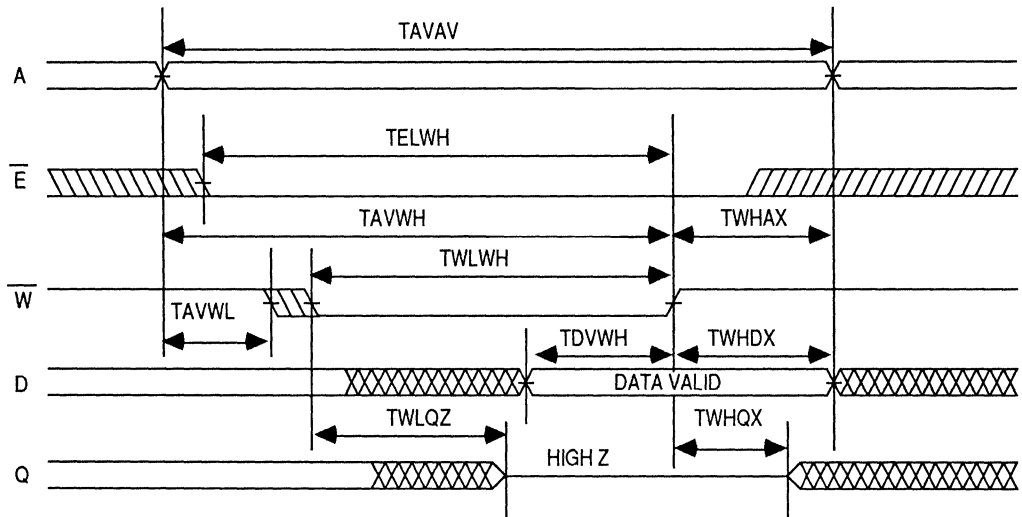 TAVAV
A
TELWH
E
TAVWH
TWHAX
TWLWH
W
TAVWL
TDVWH
TWHDX
D
DATA VALID
TWLQZ
TWHQX
HIGH Z
Q